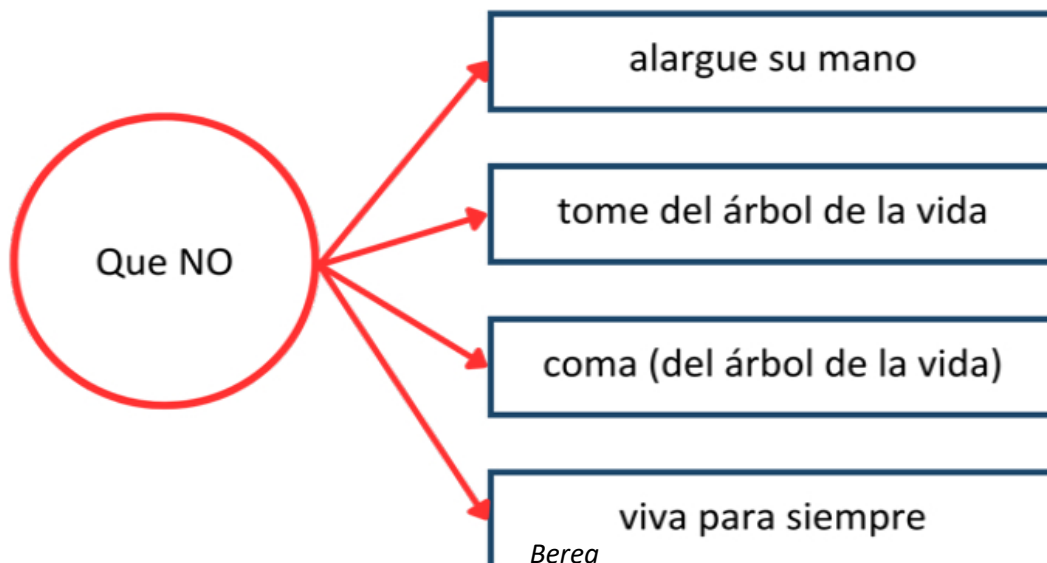 alargue su mano
tome del árbol de la vida
Que NO
coma (del árbol de la vida)
viva para siempre
Berea